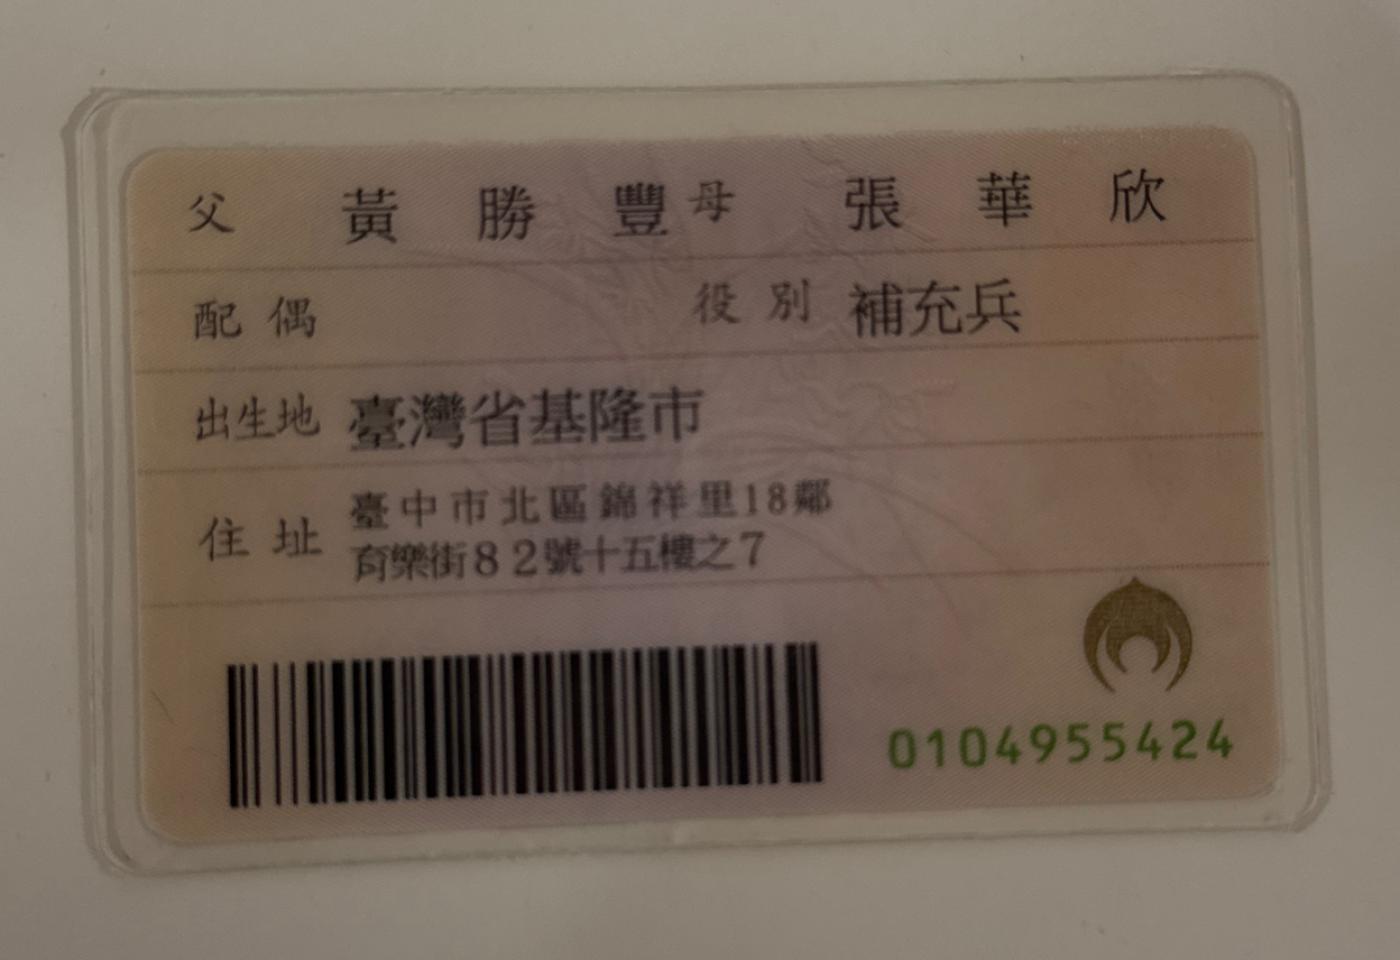 父 黃勝豐 母 張華欣
配偶 役別 補充兵
出生地 臺灣省基隆市
住址 臺中市北區錦祥里18鄰
育樂街82號十五樓之7
0104955424